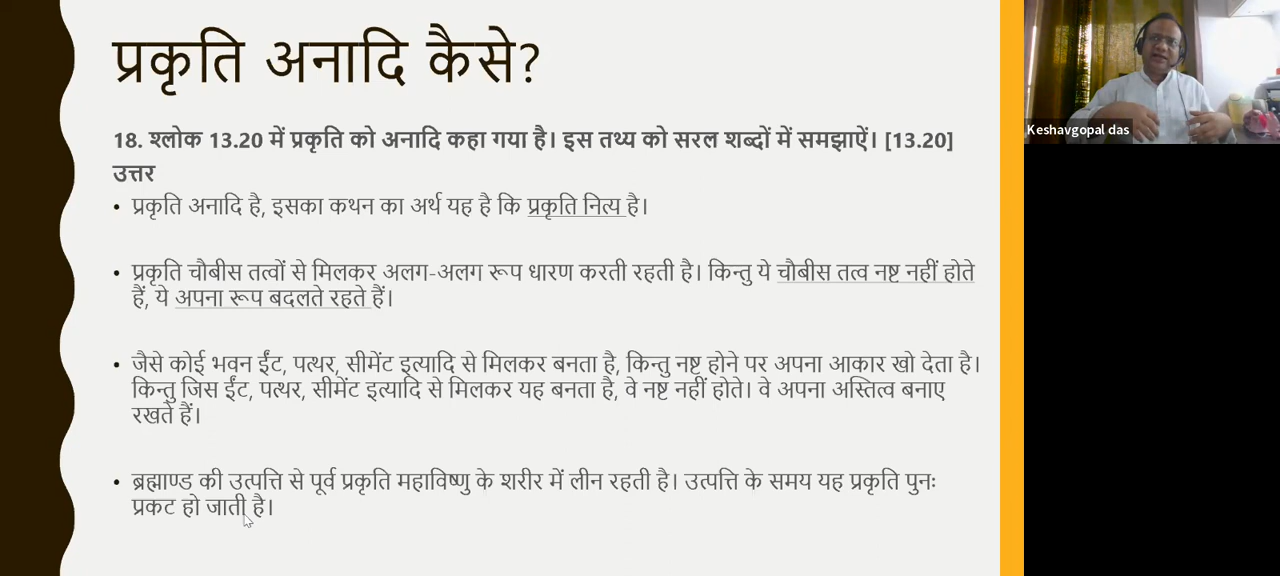 प्रकृति अनादि कैसे?
18. श्लोक 13.20 में प्रकृति को अनादि कहा गया है। इस तथ्य को सरल शब्दों में समझाऐं। [13.20]
उत्तर
• प्रकृति अनादि है, इसका कथन का अर्थ यह है कि प्रकृति नित्य है।
• प्रकृति चौबीस तत्वों से मिलकर अलग-अलग रूप धारण करती रहती है। किन्तु ये चौबीस तत्व नष्ट नहीं होते
हैं, ये अपना रूप बदलते रहते हैं।
• जैसे कोई भवन ईंट, पत्थर, सीमेंट इत्यादि से मिलकर बनता है, किन्तु नष्ट होने पर अपना आकार खो देता है।
किन्तु जिस ईंट, पत्थर, सीमेंट इत्यादि से मिलकर यह बनता है, वे नष्ट नहीं होते। वे अपना अस्तित्व बनाए
रखते हैं।
• ब्रह्माण्ड की उत्पत्ति से पूर्व प्रकृति महाविष्णु के शरीर में लीन रहती है। उत्पत्ति के समय यह प्रकृति पुनः
प्रकट हो जाती है।
Keshavgopal das